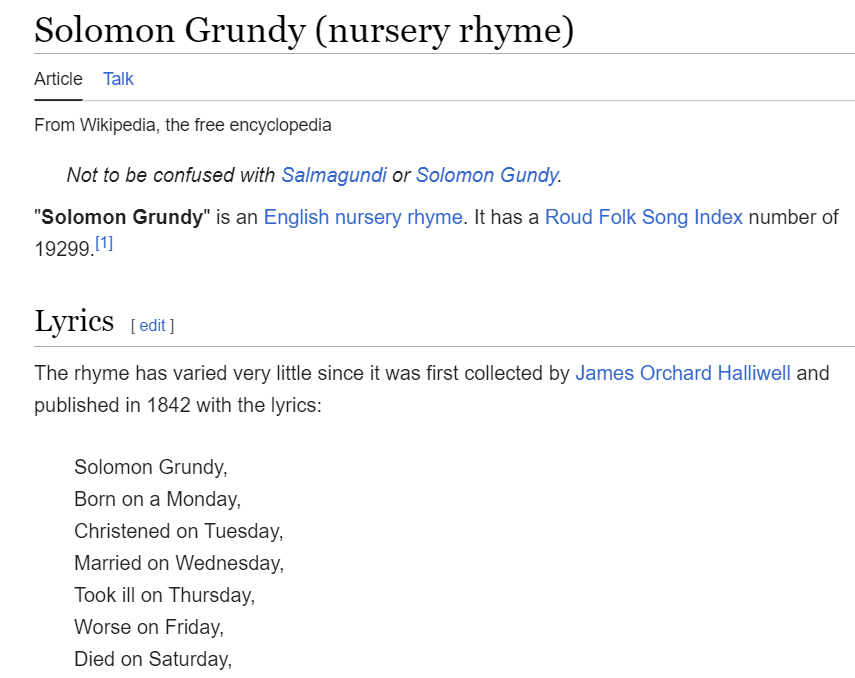 Solomon Grundy (nursery rhyme)
Article Talk
From Wikipedia, the free encyclopedia
Not to be confused with Salmagundi or Solomon Gundy.
"Solomon Grundy" is an English nursery rhyme. It has a Roud Folk Song Index number of
19299.[1]
Lyrics [ edit ]
The rhyme has varied very little since it was first collected by James Orchard Halliwell and
published in 1842 with the lyrics:
Solomon Grundy,
Born on a Monday,
Christened on Tuesday,
Married on Wednesday,
Took ill on Thursday,
Worse on Friday,
Died on Saturday,